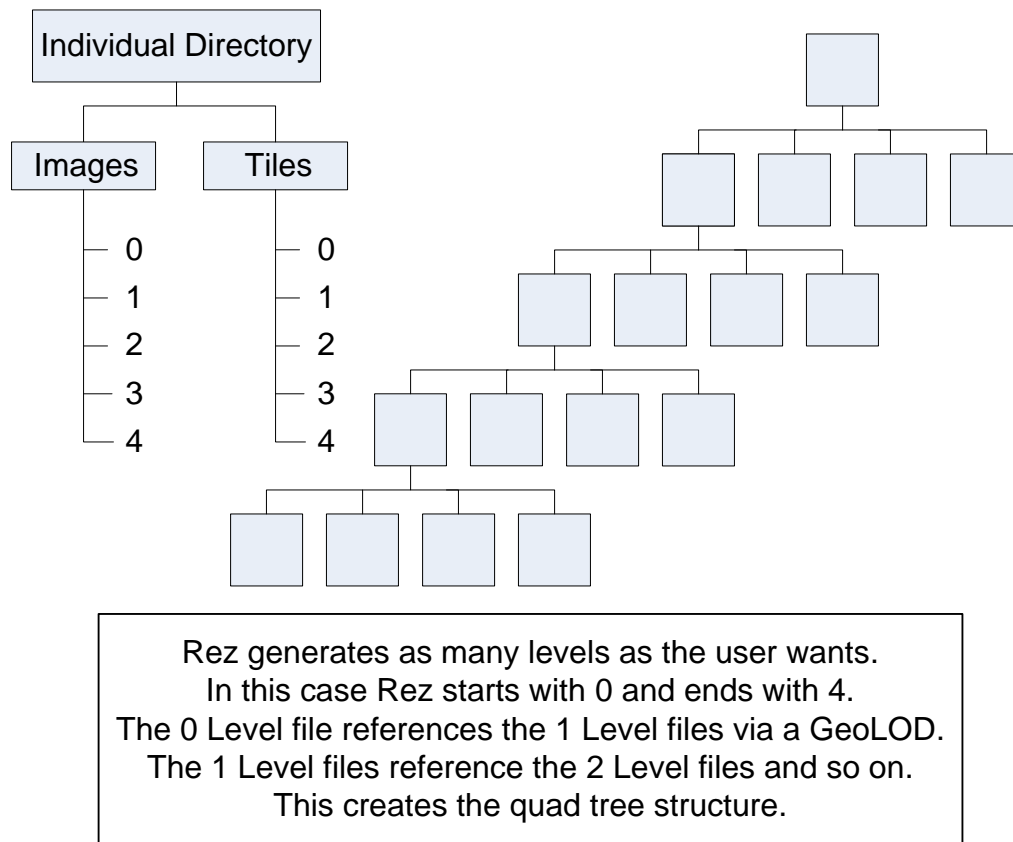 Individual Directory
Images
Tiles
0
1
2
3
4
0
1
2
3
4
Rez generates as many levels as the user wants.
In this case Rez starts with 0 and ends with 4.
The 0 Level file references the 1 Level files via a GeoLOD.
The 1 Level files reference the 2 Level files and so on.
This creates the quad tree structure.